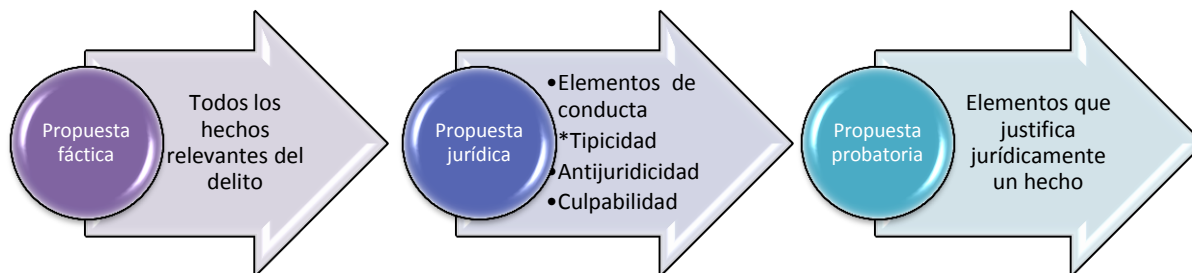 Propuesta
fáctica
Todos los
hechos
relevantes del
delito
Propuesta
jurídica
•Elementos de
conducta
*Tipicidad
•Antijuridicidad
•Culpabilidad
Propuesta
probatoria
Elementos que
justifica
jurídicamente
un hecho